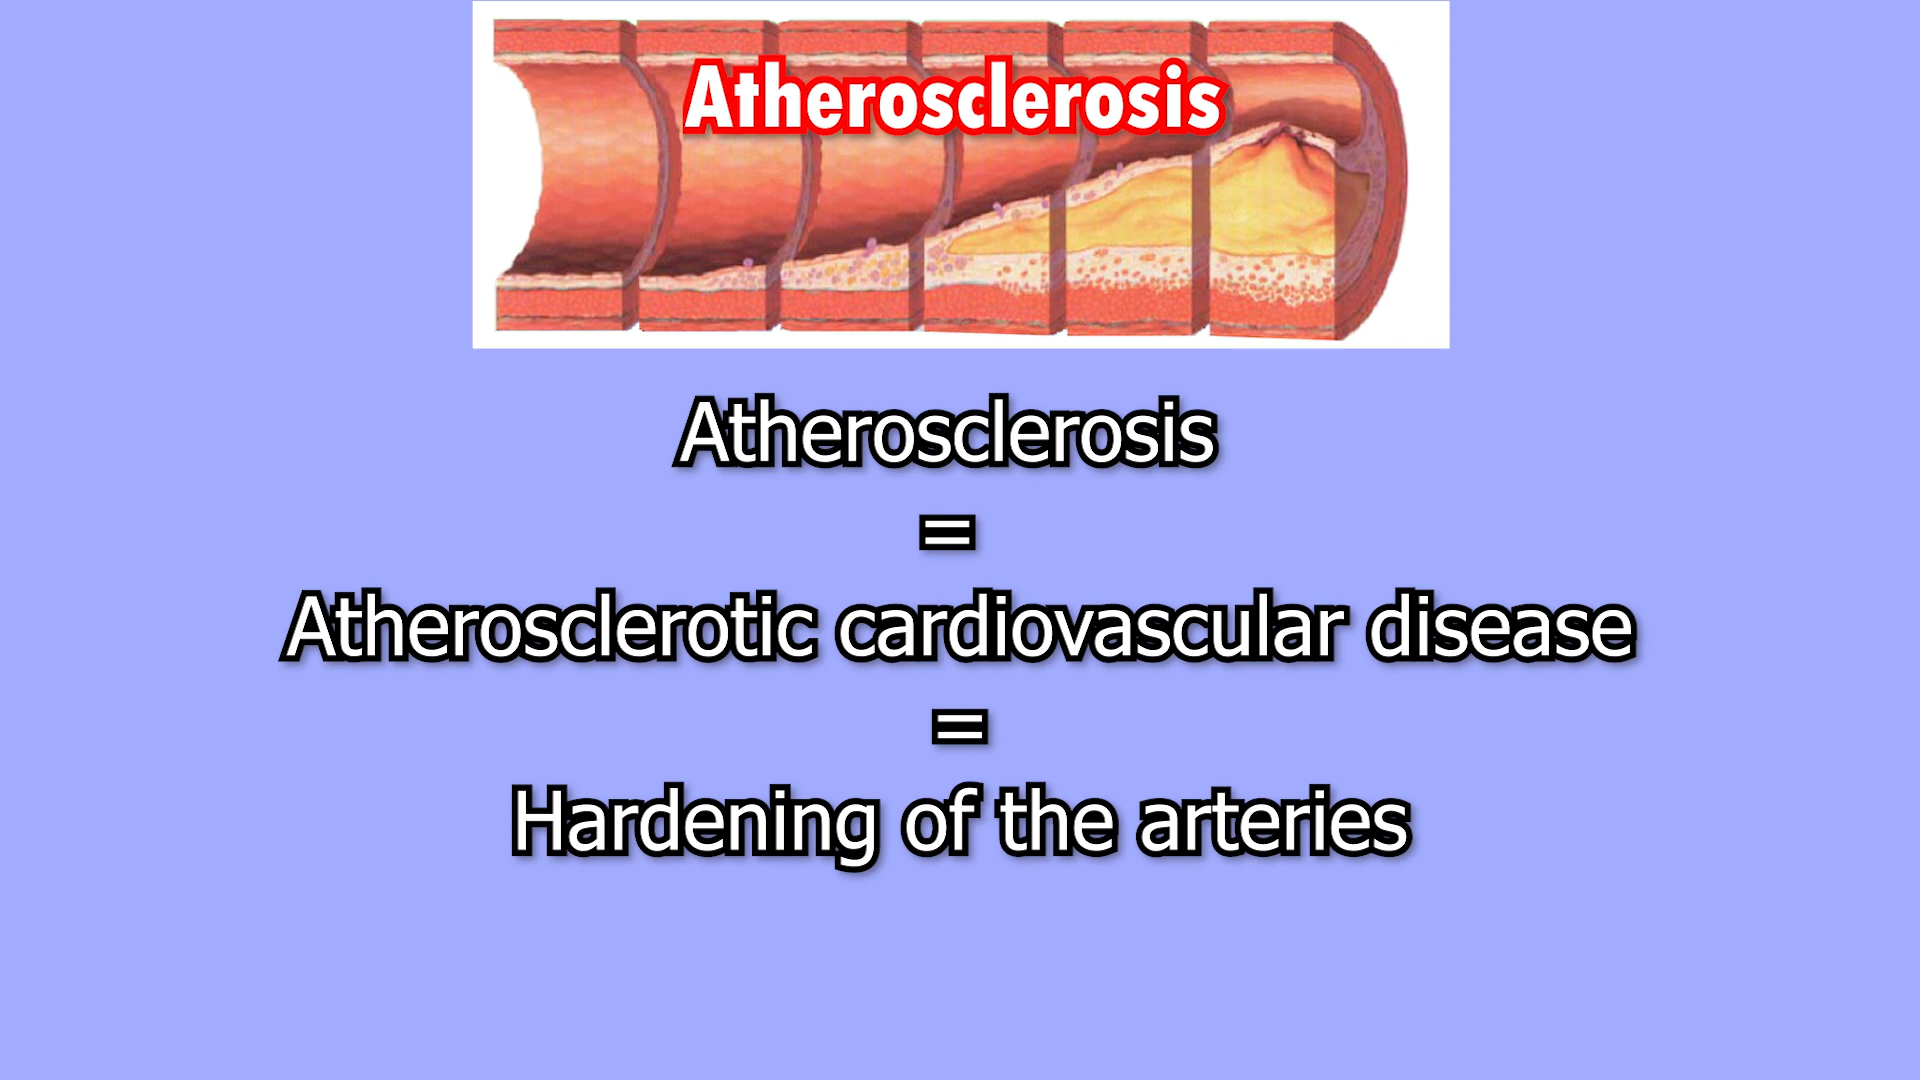 Atherosclerosis
Atherosclerosis
=
Atherosclerotic cardiovascular disease
=
Hardening of the arteries